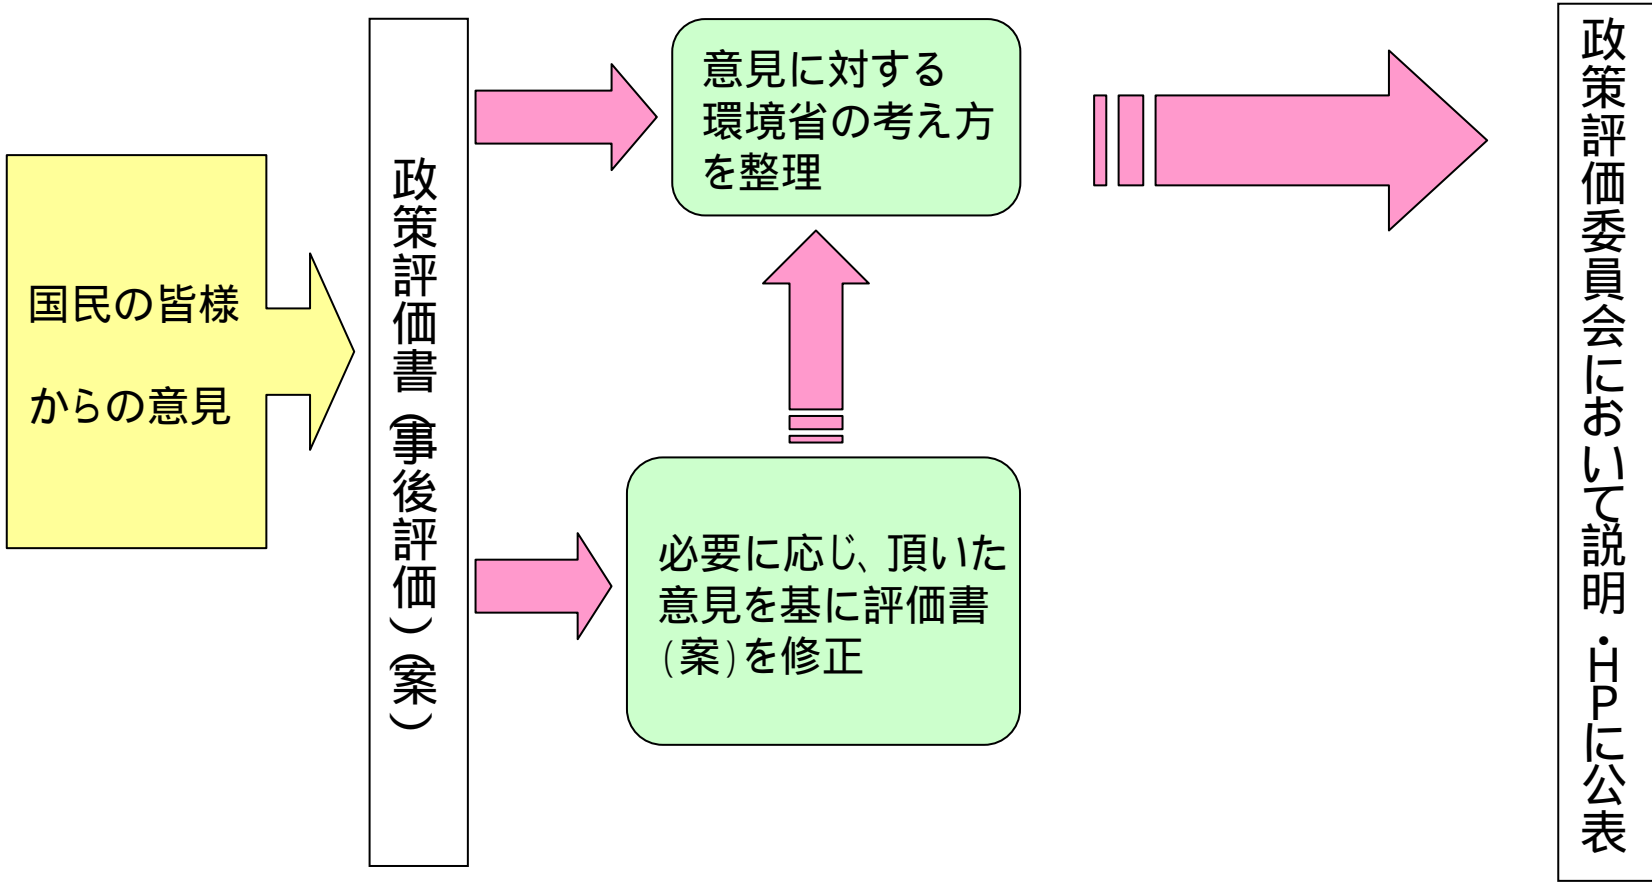 国民の皆様
からの意見
政策評価書(事後評価)(案)
意見に対する
環境省の考え方
を整理
必要に応じ、頂いた
意見を基に評価書
(案)を修正
政策評価委員会において説明・HPに公表